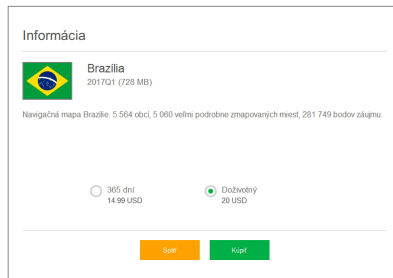 Informácia
Brazília
2017Q1 (728 MB)
Navigačná mapa Brazílie. 5 564 obcí, 5 060 veľmi podrobne zmapovaných miest, 281 749 bodov záujmu.
365 dní
14.99 USD
Doživotný
20 USD
Späť
Kúpiť